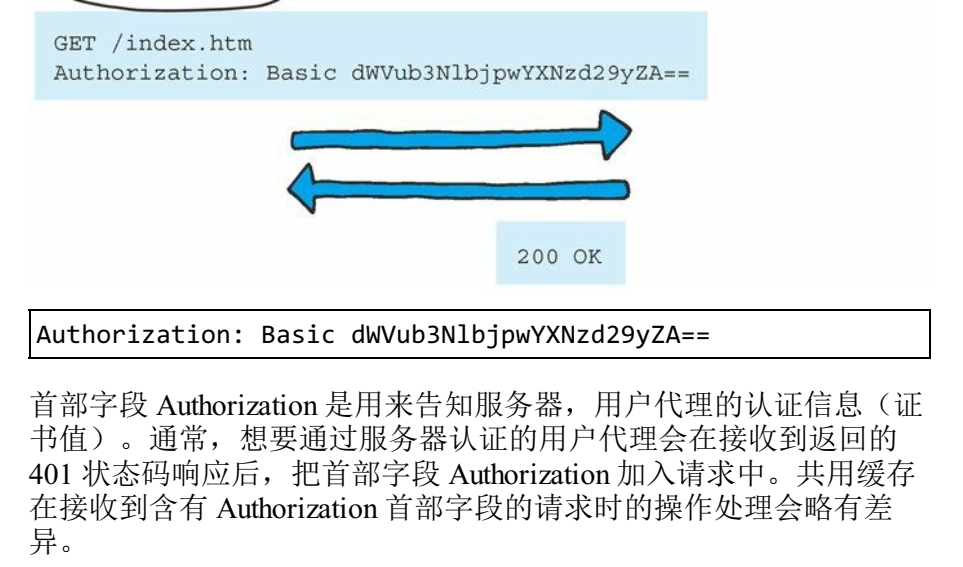 GET /index.htm
Authorization: Basic dWVub3NlbjpwYXNzd29yZA==
200 OK
Authorization: Basic dWVub3NlbjpwYXNzd29yZA==
首部字段 Authorization 是用来告知服务器，用户代理的认证信息（证
书值）。通常，想要通过服务器认证的用户代理会在接收到返回的
401 状态码响应后，把首部字段 Authorization 加入请求中。共用缓存
在接收到含有 Authorization 首部字段的请求时的操作处理会略有差
异。